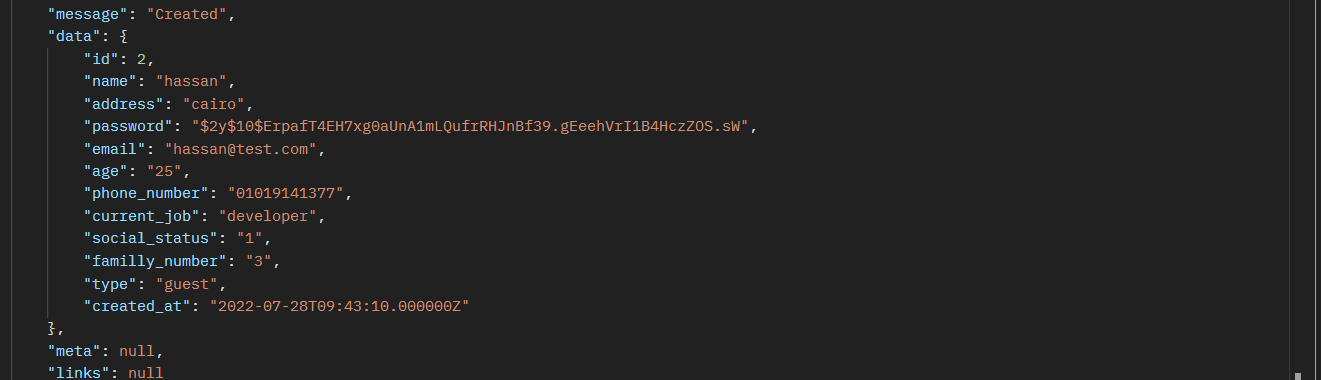 "message": "Created",
"data": {
"id": 2,
"name": "hassan",
"address": "cairo",
"password": "$2y$10$ErpafT4EH7xg0aUnA1mLQufrRHJnBf39.gEeehVrI1B4HczZOS.sW",
"email": "hassan@test.com",
"age": "25",
"phone_number": "01019141377",
"current_job": "developer",
"social_status": "1",
"familly_number": "3",
"type": "guest",
"created_at": "2022-07-28T09:43:10.000000Z"
},
"meta": null,
"links": null